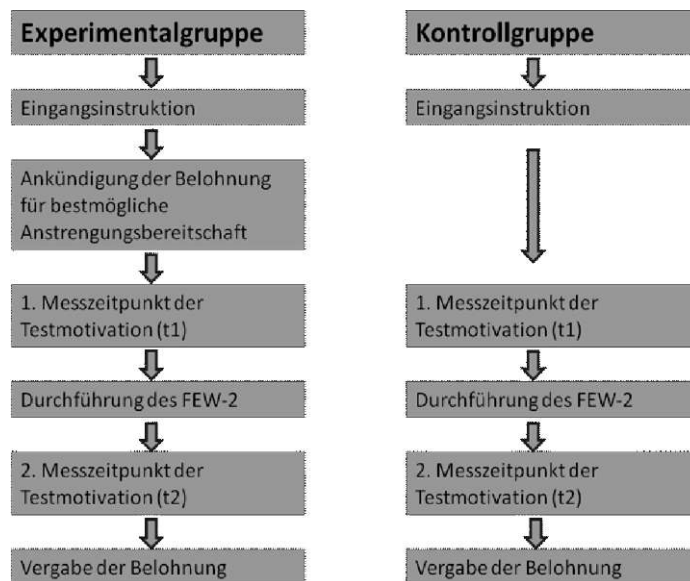 Experimentalgruppe
Eingangsinstruktion
Ankündigung der Belohnung
für bestmögliche
Anstrengungsbereitschaft
1. Messzeitpunkt der
Testmotivation (t1)
Durchführung des FEW-2
2. Messzeitpunkt der
Testmotivation (t2)
Vergabe der Belohnung
Kontrollgruppe
Eingangsinstruktion
1. Messzeitpunkt der
Testmotivation (t1)
Durchführung des FEW-2
2. Messzeitpunkt der
Testmotivation (t2)
Vergabe der Belohnung